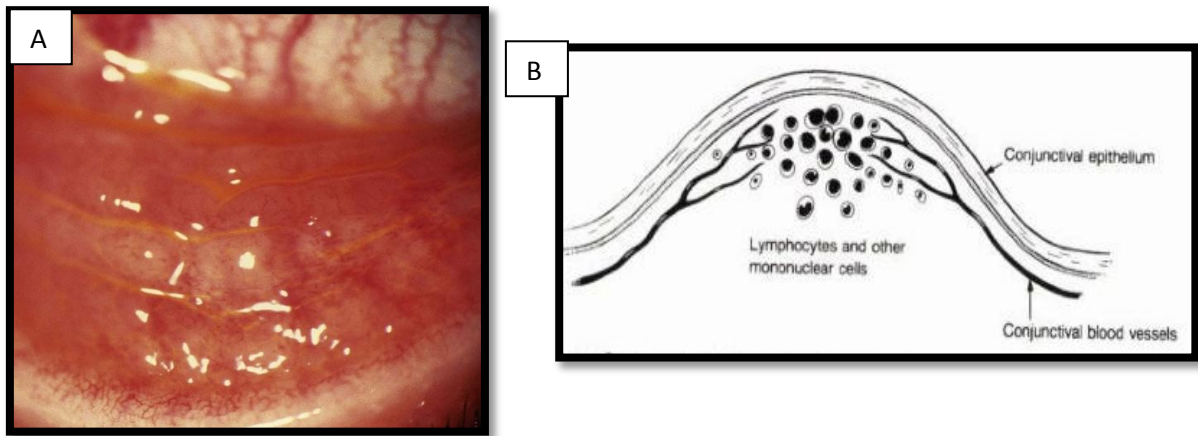 A
B
Conjunctival epithelium
Lymphocytes and other
mononuclear cells
Conjunctival blood vessels